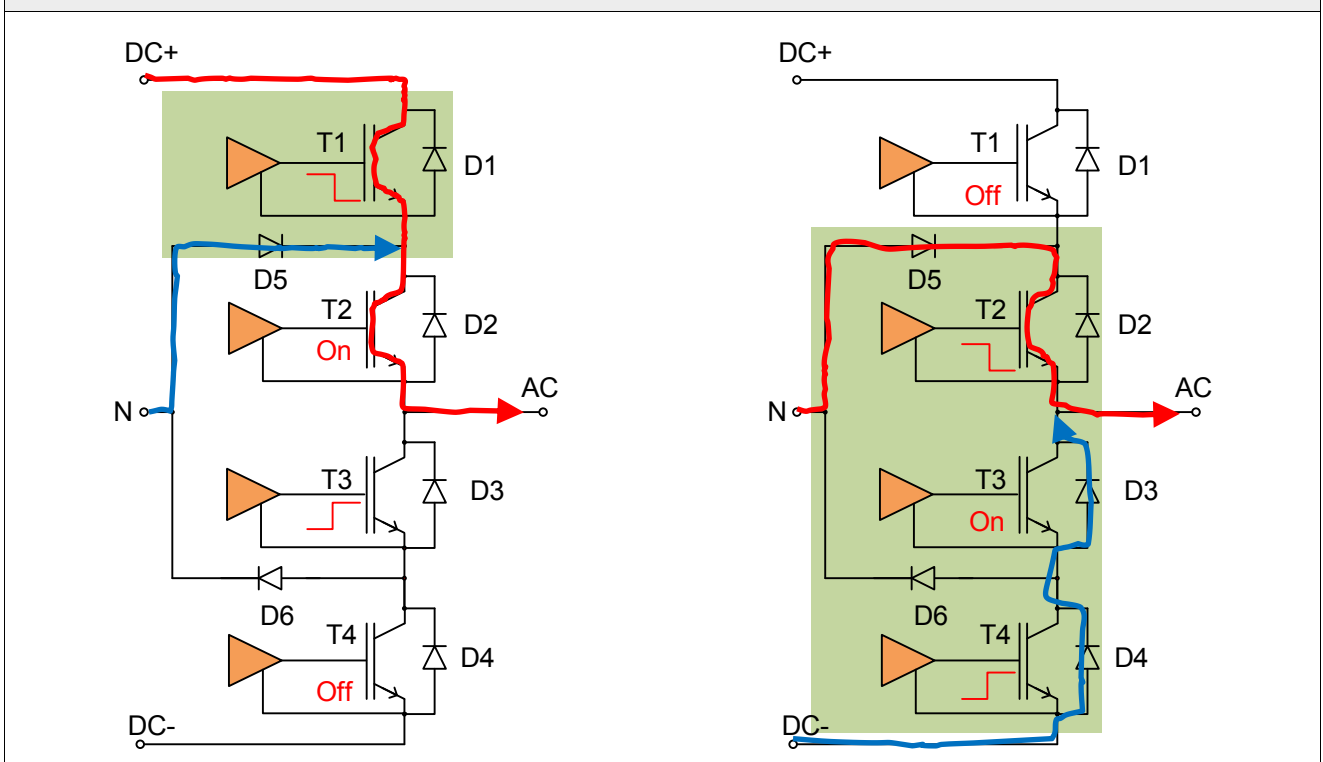 DC+
T1
D1
D5
T2
On
D2
N
AC
T3
D3
D6
T4
Off
D4
DC-
DC+
T1
Off
D1
D5
T2
D2
N
AC
T3
On
D3
D6
T4
D4
DC-